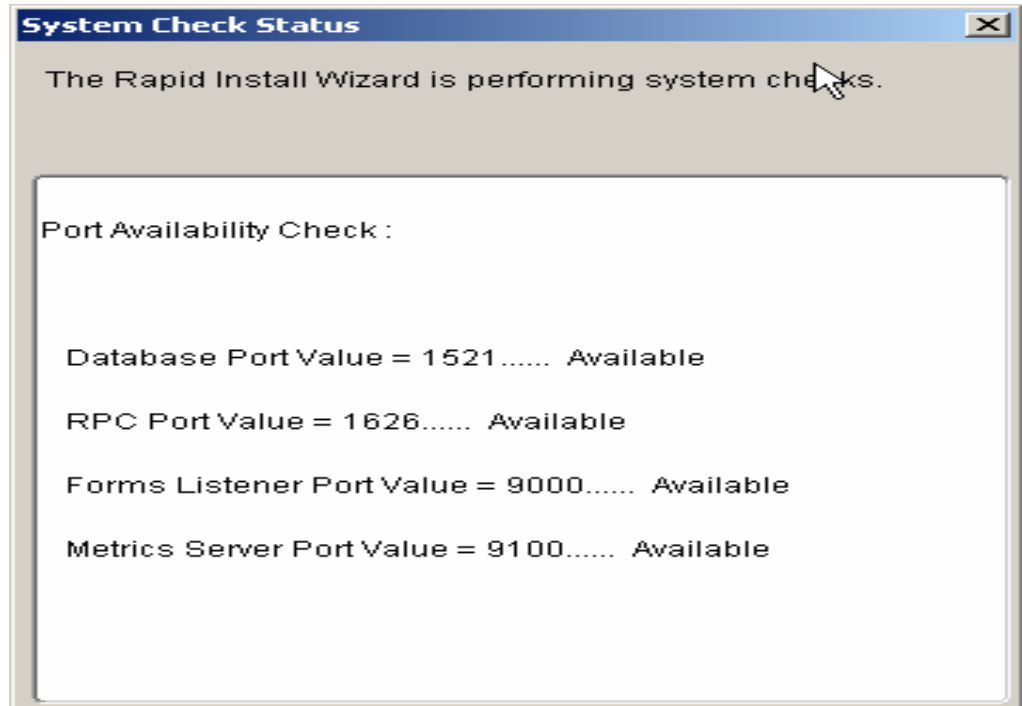 System Check Status
The Rapid Install Wizard is performing system checks.
Port Availability Check :
Database Port Value = 1521...... Available
RPC Port Value = 1626...... Available
Forms Listener Port Value = 9000...... Available
Metrics Server Port Value = 9100...... Available